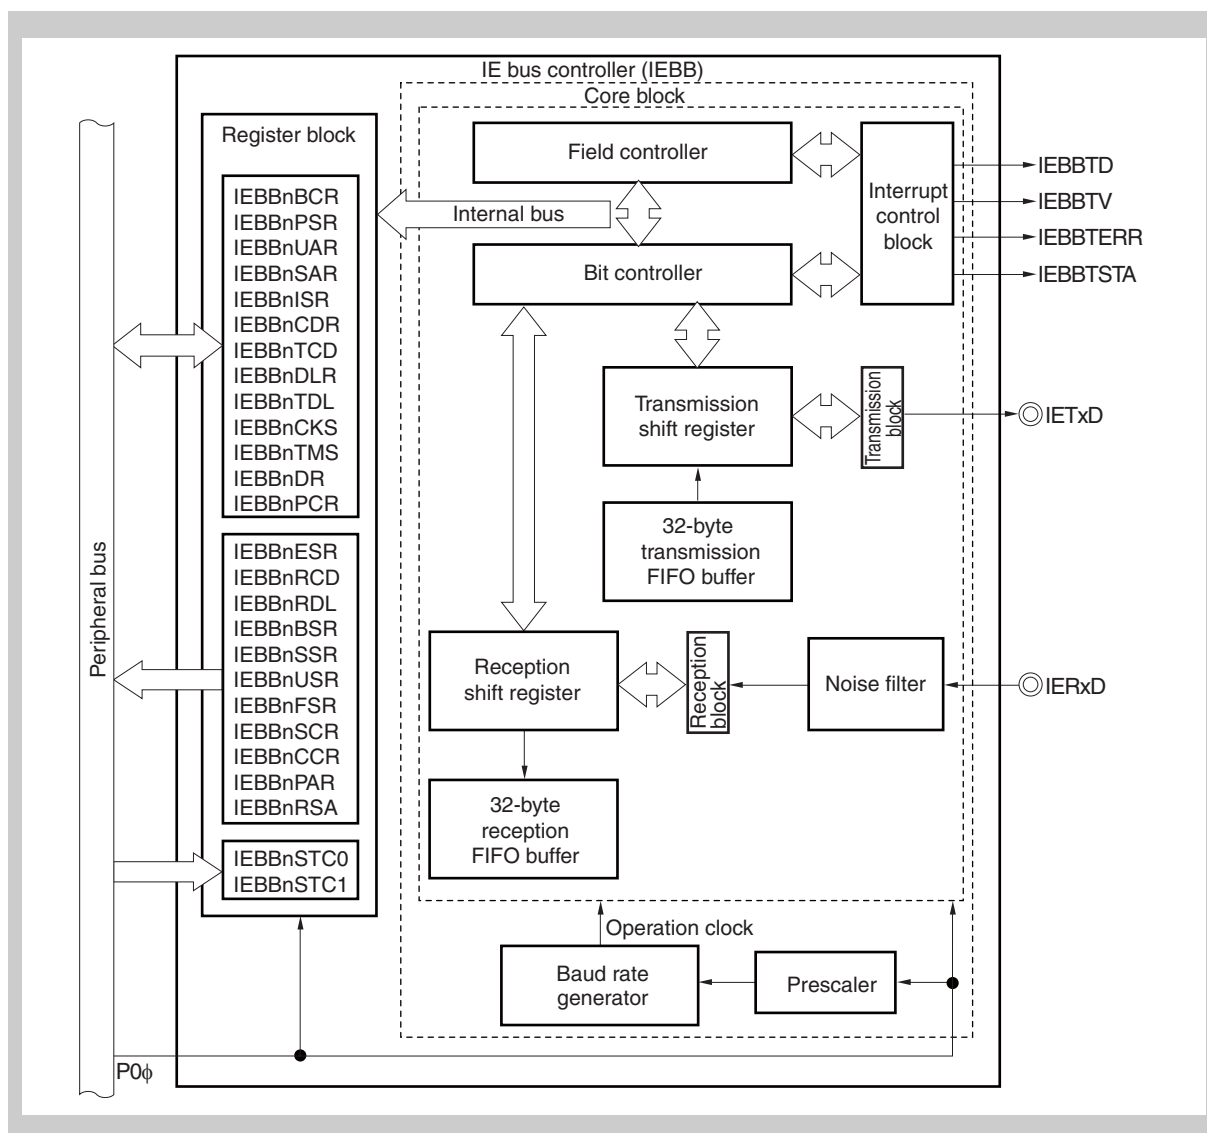 IE bus controller (IEBB)
Core block
Register block
Field controller
Interrupt
control
block
IEBBTD
IEBBTV
IEBBTERR
IEBBTSTA
Internal bus
Bit controller
IEBBnBCR
IEBBnPSR
IEBBnUAR
IEBBnSAR
IEBBnISR
IEBBnCDR
IEBBnTCD
IEBBnDLR
IEBBnTDL
IEBBnCKS
IEBBnTMS
IEBBnDR
IEBBnPCR
Transmission
shift register
Transmission
block
IETxD
32-byte
transmission
FIFO buffer
Peripheral bus
IEBBnESR
IEBBnRCD
IEBBnRDL
IEBBnBSR
IEBBnSSR
IEBBnUSR
IEBBnFSR
IEBBnSCR
IEBBnCCR
IEBBnPAR
IEBBnRSA
Reception
shift register
Reception
block
Noise filter
IERxD
32-byte
reception
FIFO buffer
IEBBnSTC0
IEBBnSTC1
Operation clock
Baud rate
generator
Prescaler
P0ϕ